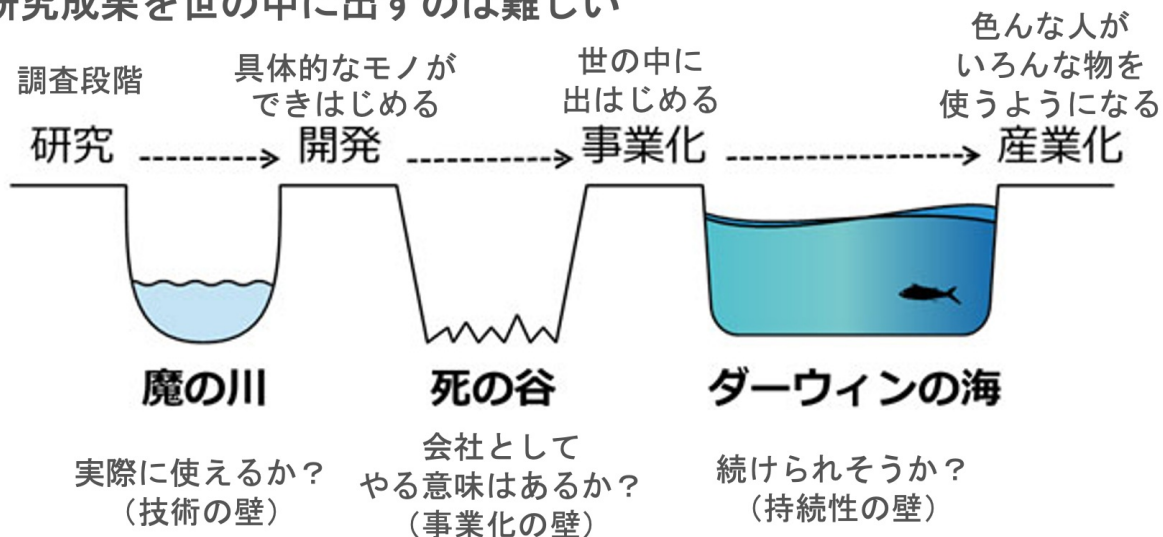 研究成果を世の中に出すのは難しい
調査段階
具体的なモノが
できはじめる
世の中に
出はじめる
色んな人が
いろんな物を
使うようになる
研究
開発
事業化
産業化
魔の川
死の谷
ダーウィンの海
実際に使えるか？
（技術の壁）
会社として
やる意味はあるか？
（事業化の壁）
続けられそうか？
（持続性の壁）